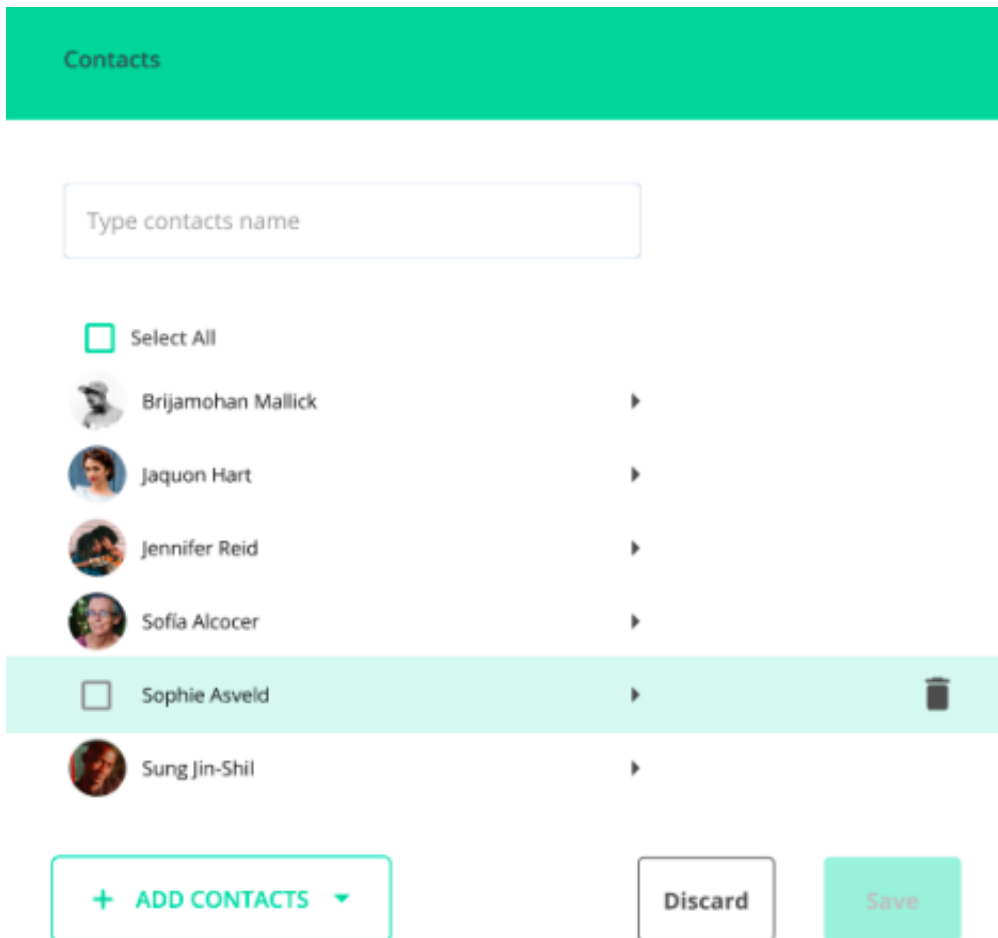 Contacts
Type contacts name
Select All
Brijamohan Mallick
Jaquon Hart
Jennifer Reid
Sofía Alcocer
Sophie Asveld
Sung Jin-Shil
+ ADD CONTACTS
Discard
Save